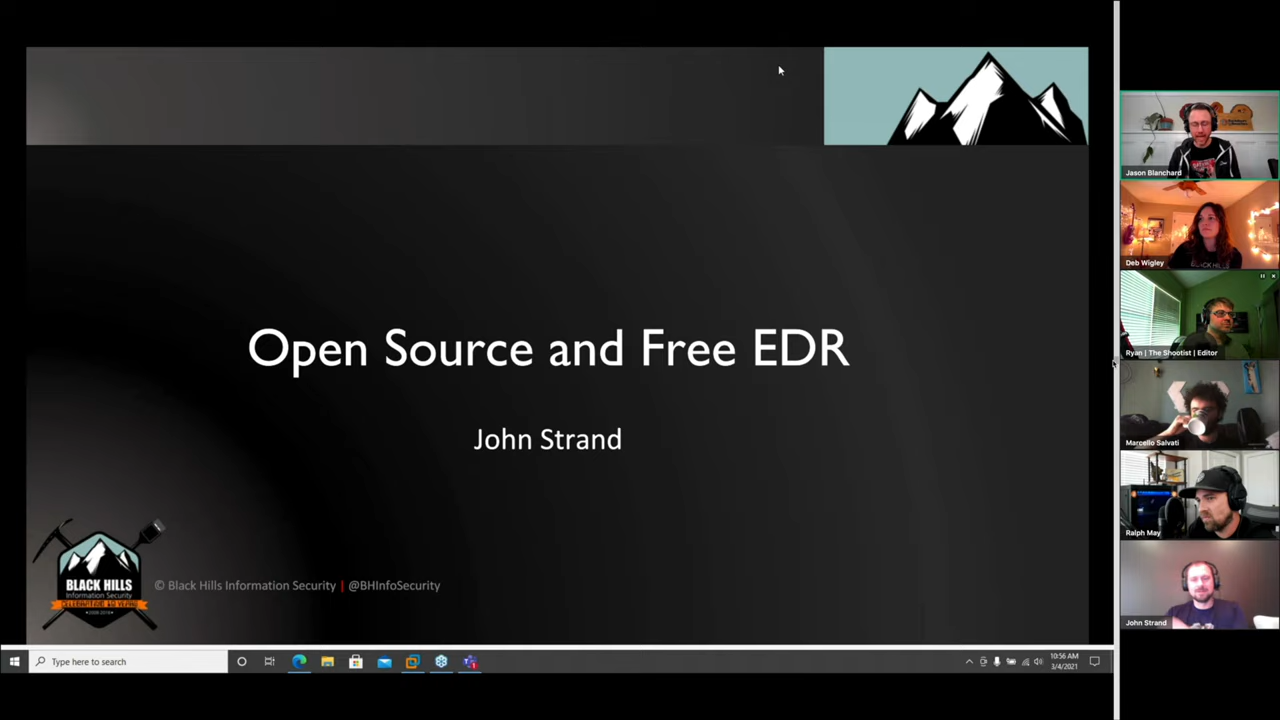 Open Source and Free EDR
John Strand
BLACK HILLS
Information Security
© Black Hills Information Security | @BHInfoSecurity
Type here to search
10:56 AM
3/4/2021
Jason Blanchard
Deb Wigley
BLACK HILLS
Ryan | The Shootist | Editor
Marcello Salvati
Ralph May
John Strand